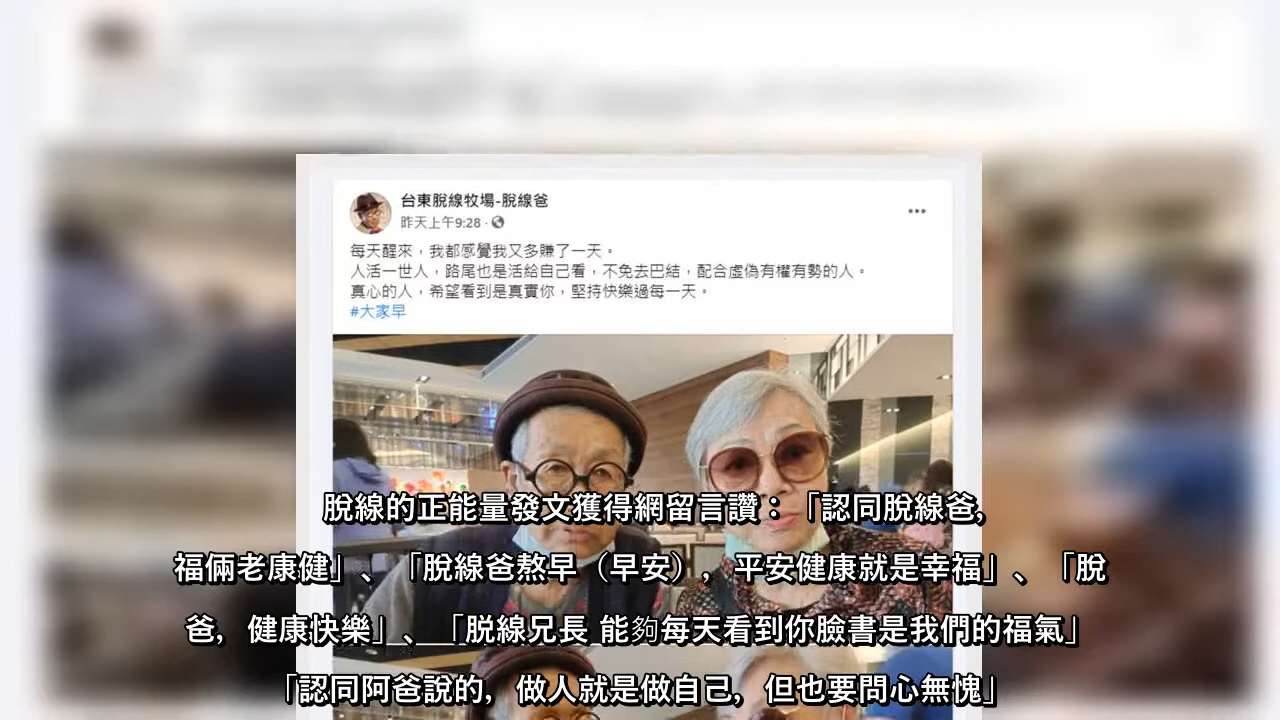 台東脫線牧場-脫線爸
昨天上午9:28
每天醒來，我都感覺我又多賺了一天。
人活一世人，路尾也是活給自己看，不免去巴結，配合虛偽有權有勢的人。
真心的人，希望看到是真實你，堅持快樂過每一天。
#大家早
脫線的正能量發文獲得網留言讚：「認同脫線爸，
福倆老康健」、「脫線爸熬早（早安），平安健康就是幸福」、「脫
爸，健康快樂」、「脱線兄長 能夠每天看到你臉書是我們的福氣」
「認同阿爸說的，做人就是做自己，但也要問心無愧」